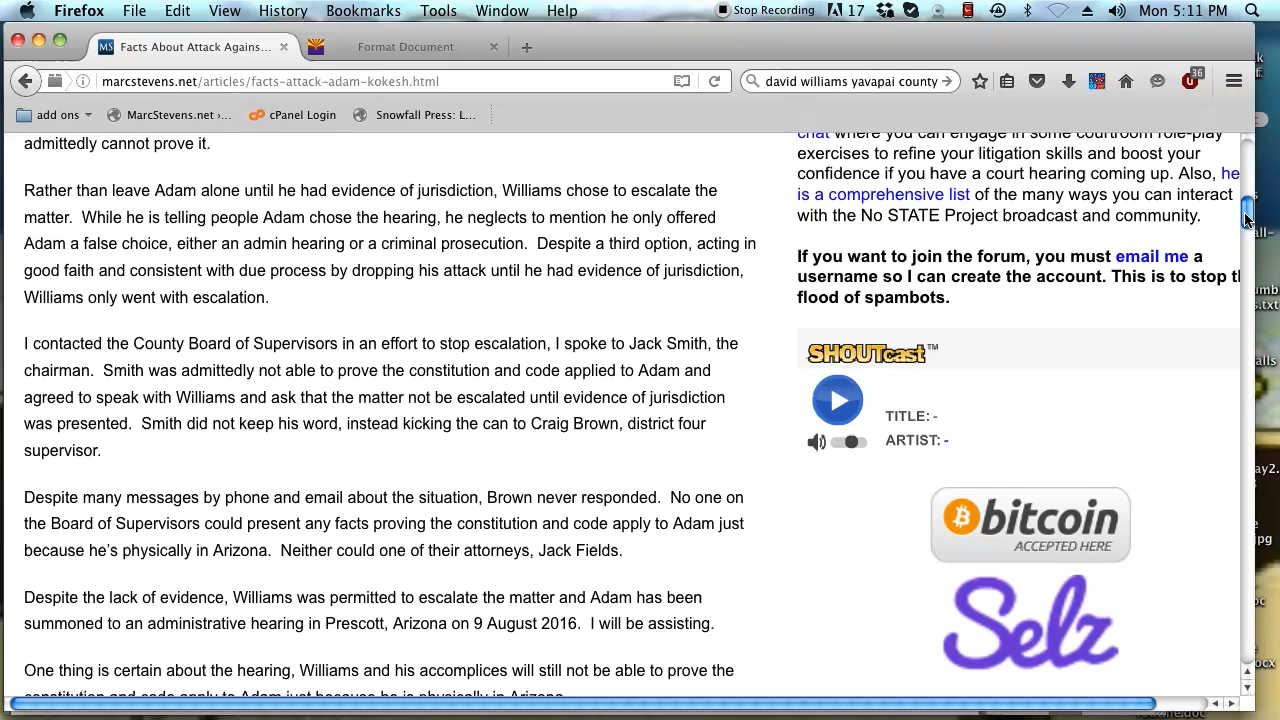 Firefox File Edit View History Bookmarks Tools Window Help Stop Recording 17 Mon 5:11 PM
Facts About Attack Agains... Format Document
marcstevens.net/articles/facts-attack-adam-kokesh.html david williams yavapai county 36
add ons MarcStevens.net ›... cPanel Login Snowfall Press: L...
admittedly cannot prove it.
Rather than leave Adam alone until he had evidence of jurisdiction, Williams chose to escalate the
matter. While he is telling people Adam chose the hearing, he neglects to mention he only offered
Adam a false choice, either an admin hearing or a criminal prosecution. Despite a third option, acting in
good faith and consistent with due process by dropping his attack until he had evidence of jurisdiction,
Williams only went with escalation.
I contacted the County Board of Supervisors in an effort to stop escalation, I spoke to Jack Smith, the
chairman. Smith was admittedly not able to prove the constitution and code applied to Adam and
agreed to speak with Williams and ask that the matter not be escalated until evidence of jurisdiction
was presented. Smith did not keep his word, instead kicking the can to Craig Brown, district four
supervisor.
Despite many messages by phone and email about the situation, Brown never responded. No one on
the Board of Supervisors could present any facts proving the constitution and code apply to Adam just
because he's physically in Arizona. Neither could one of their attorneys, Jack Fields.
Despite the lack of evidence, Williams was permitted to escalate the matter and Adam has been
summoned to an administrative hearing in Prescott, Arizona on 9 August 2016. I will be assisting.
One thing is certain about the hearing, Williams and his accomplices will still not be able to prove the
constitution and code apply to Adam just because he is physically in Arizona.
chat where you can engage in some courtroom role-play
exercises to refine your litigation skills and boost your
confidence if you have a court hearing coming up. Also, he
is a comprehensive list of the many ways you can interact
with the No STATE Project broadcast and community.
If you want to join the forum, you must email me a
username so I can create the account. This is to stop th
flood of spambots.
SHOUTcast™
TITLE: -
ARTIST: -
bitcoin
ACCEPTED HERE
Selz